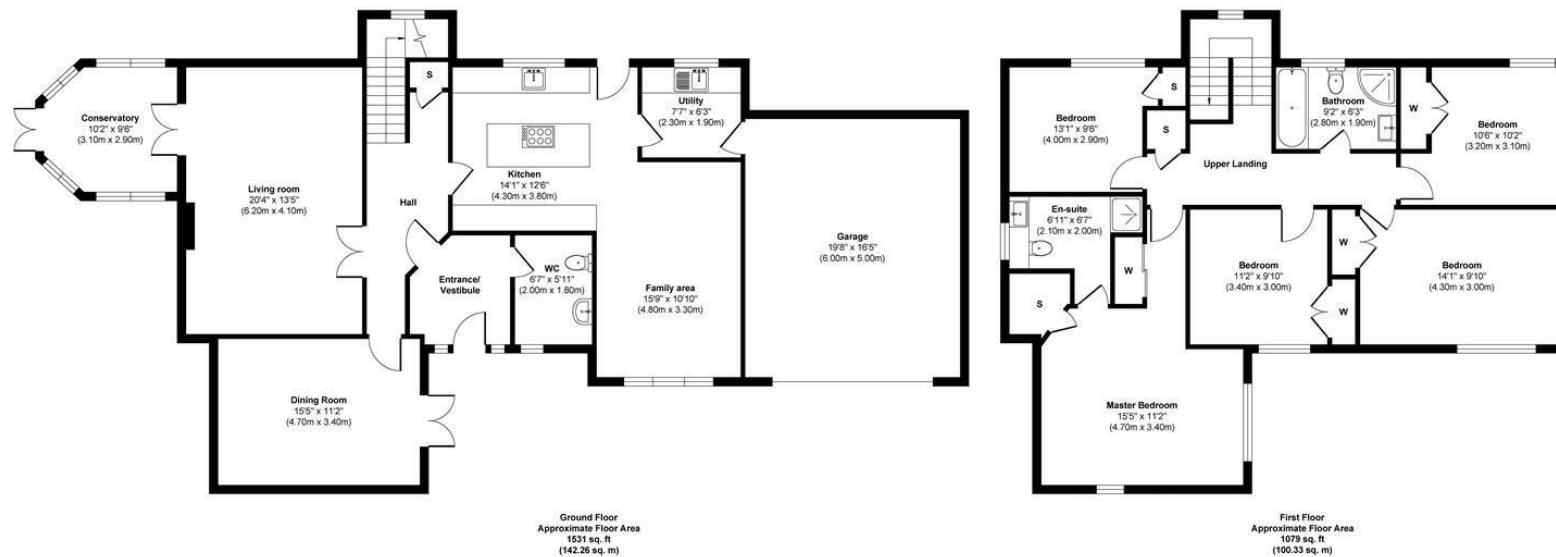 Conservatory
10'2" x 9'6"
(3.10m x 2.90m)
Living room
20'4" x 13'5"
(6.20m x 4.10m)
Hall
S
Kitchen
14'1" x 12'6"
(4.30m x 3.80m)
Utility
7'7" x 6'3"
(2.30m x 1.90m)
Entrance/
Vestibule
WC
6'7" x 5'11"
(2.00m x 1.80m)
Family area
15'9" x 10'10"
(4.80m x 3.30m)
Garage
19'8" x 16'5"
(6.00m x 5.00m)
Dining Room
15'5" x 11'2"
(4.70m x 3.40m)
Ground Floor
Approximate Floor Area
1531 sq. ft
(142.26 sq. m)
Bedroom
13'1" x 9'6"
(4.00m x 2.90m)
S
S
Upper Landing
Bathroom
9'2" x 6'3"
(2.80m x 1.90m)
W
Bedroom
10'6" x 10'2"
(3.20m x 3.10m)
En-suite
6'11" x 6'7"
(2.10m x 2.00m)
W
S
Bedroom
11'2" x 9'10"
(3.40m x 3.00m)
W
W
Bedroom
14'1" x 9'10"
(4.30m x 3.00m)
Master Bedroom
15'5" x 11'2"
(4.70m x 3.40m)
First Floor
Approximate Floor Area
1079 sq. ft
(100.33 sq. m)